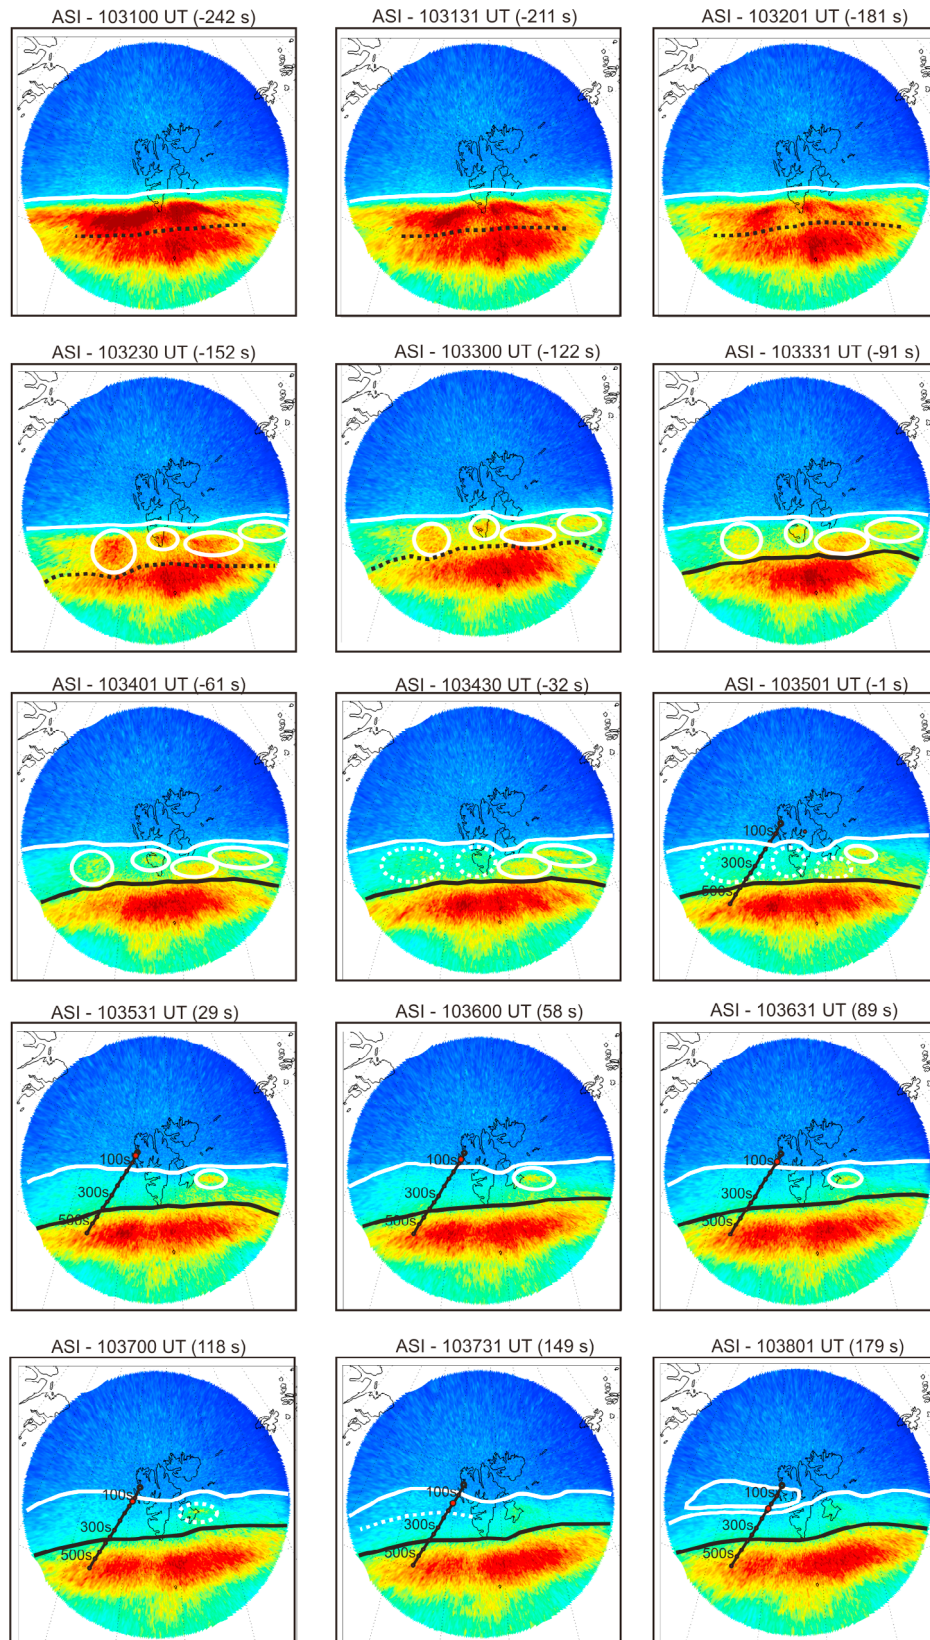 ASI - 103100 UT (-242 s)
ASI - 103131 UT (-211 s)
ASI - 103201 UT (-181 s)
ASI - 103230 UT (-152 s)
ASI - 103300 UT (-122 s)
ASI - 103331 UT (-91 s)
ASI - 103401 UT (-61 s)
ASI - 103430 UT (-32 s)
ASI - 103501 UT (-1 s)
100s
300s
500s
ASI - 103531 UT (29 s)
ASI - 103600 UT (58 s)
ASI - 103631 UT (89 s)
100s
100s
100s
300s
300s
300s
500s
500s
500s
ASI - 103700 UT (118 s)
ASI - 103731 UT (149 s)
ASI - 103801 UT (179 s)
100s
100s
100s
300s
300s
300s
500s
500s
500s